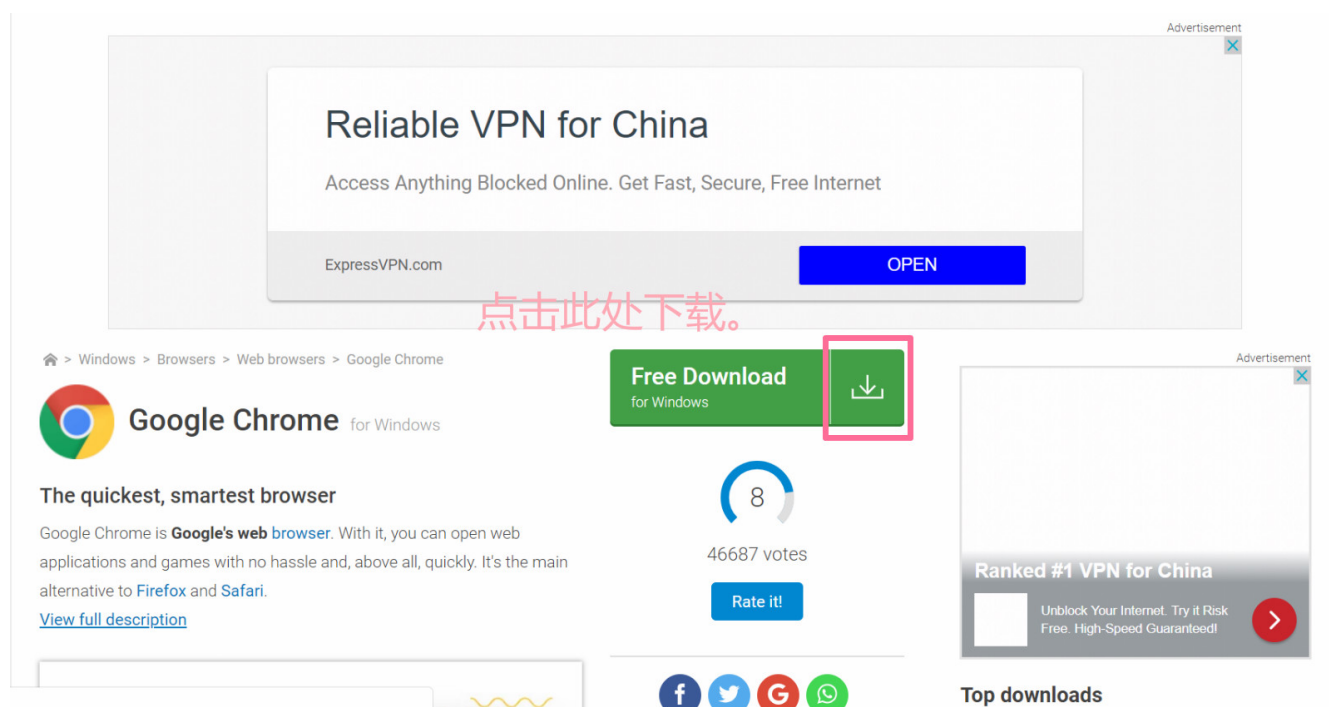 Advertisement
Reliable VPN for China
Access Anything Blocked Online. Get Fast, Secure, Free Internet
ExpressVPN.com
OPEN
点击此处下载。
> Windows > Browsers > Web browsers > Google Chrome
Google Chrome for Windows
The quickest, smartest browser
Google Chrome is Google's web browser. With it, you can open web
applications and games with no hassle and, above all, quickly. It's the main
alternative to Firefox and Safari.
View full description
Free Download
for Windows
8
46687 votes
Rate it!
Advertisement
Ranked #1 VPN for China
Unblock Your Internet. Try it Risk
Free. High-Speed Guaranteed!
Top downloads